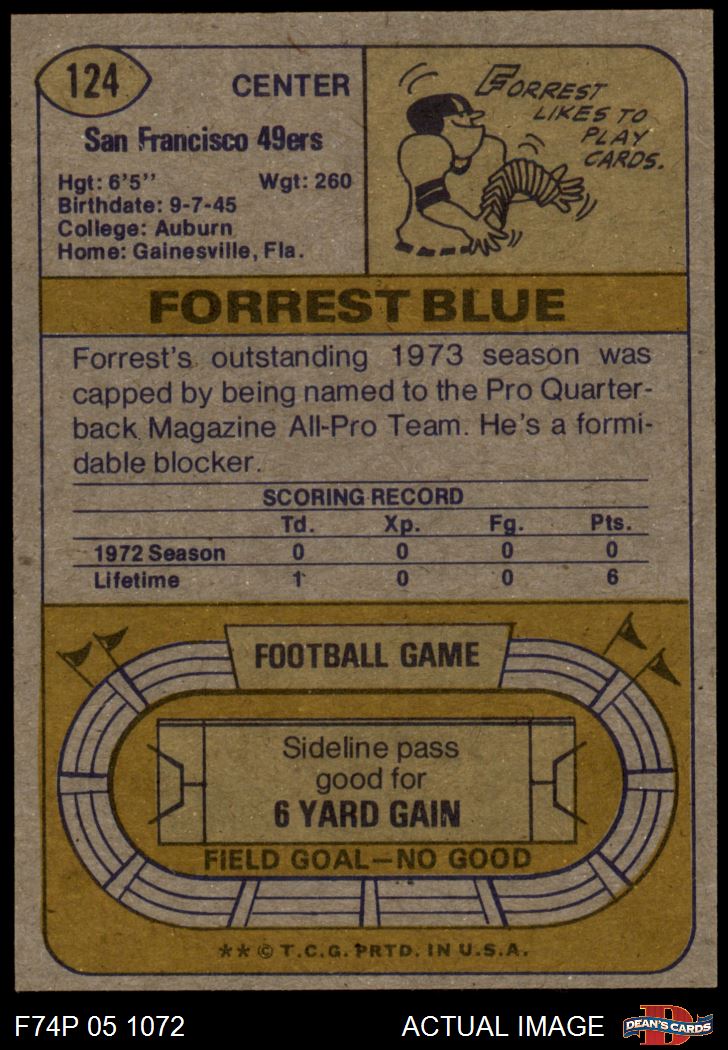 124
CENTER
San Francisco 49ers
Hgt: 6'5'' Wgt: 260
Birthdate: 9-7-45
College: Auburn
Home: Gainesville, Fla.
FORREST
LIKES TO
PLAY
CARDS.
FORREST BLUE
Forrest's outstanding 1973 season was
capped by being named to the Pro Quarter-
back Magazine All-Pro Team. He's a formi-
dable blocker.
SCORING RECORD
Td. Xp. Fg. Pts.
1972 Season 0 0 0 0
Lifetime 1 0 0 6
FOOTBALL GAME
Sideline pass
good for
6 YARD GAIN
FIELD GOAL—NO GOOD
** © T.C.G. PRTD. IN U.S.A.
F74P 05 1072 ACTUAL IMAGE
D
DEAN'S CARDS